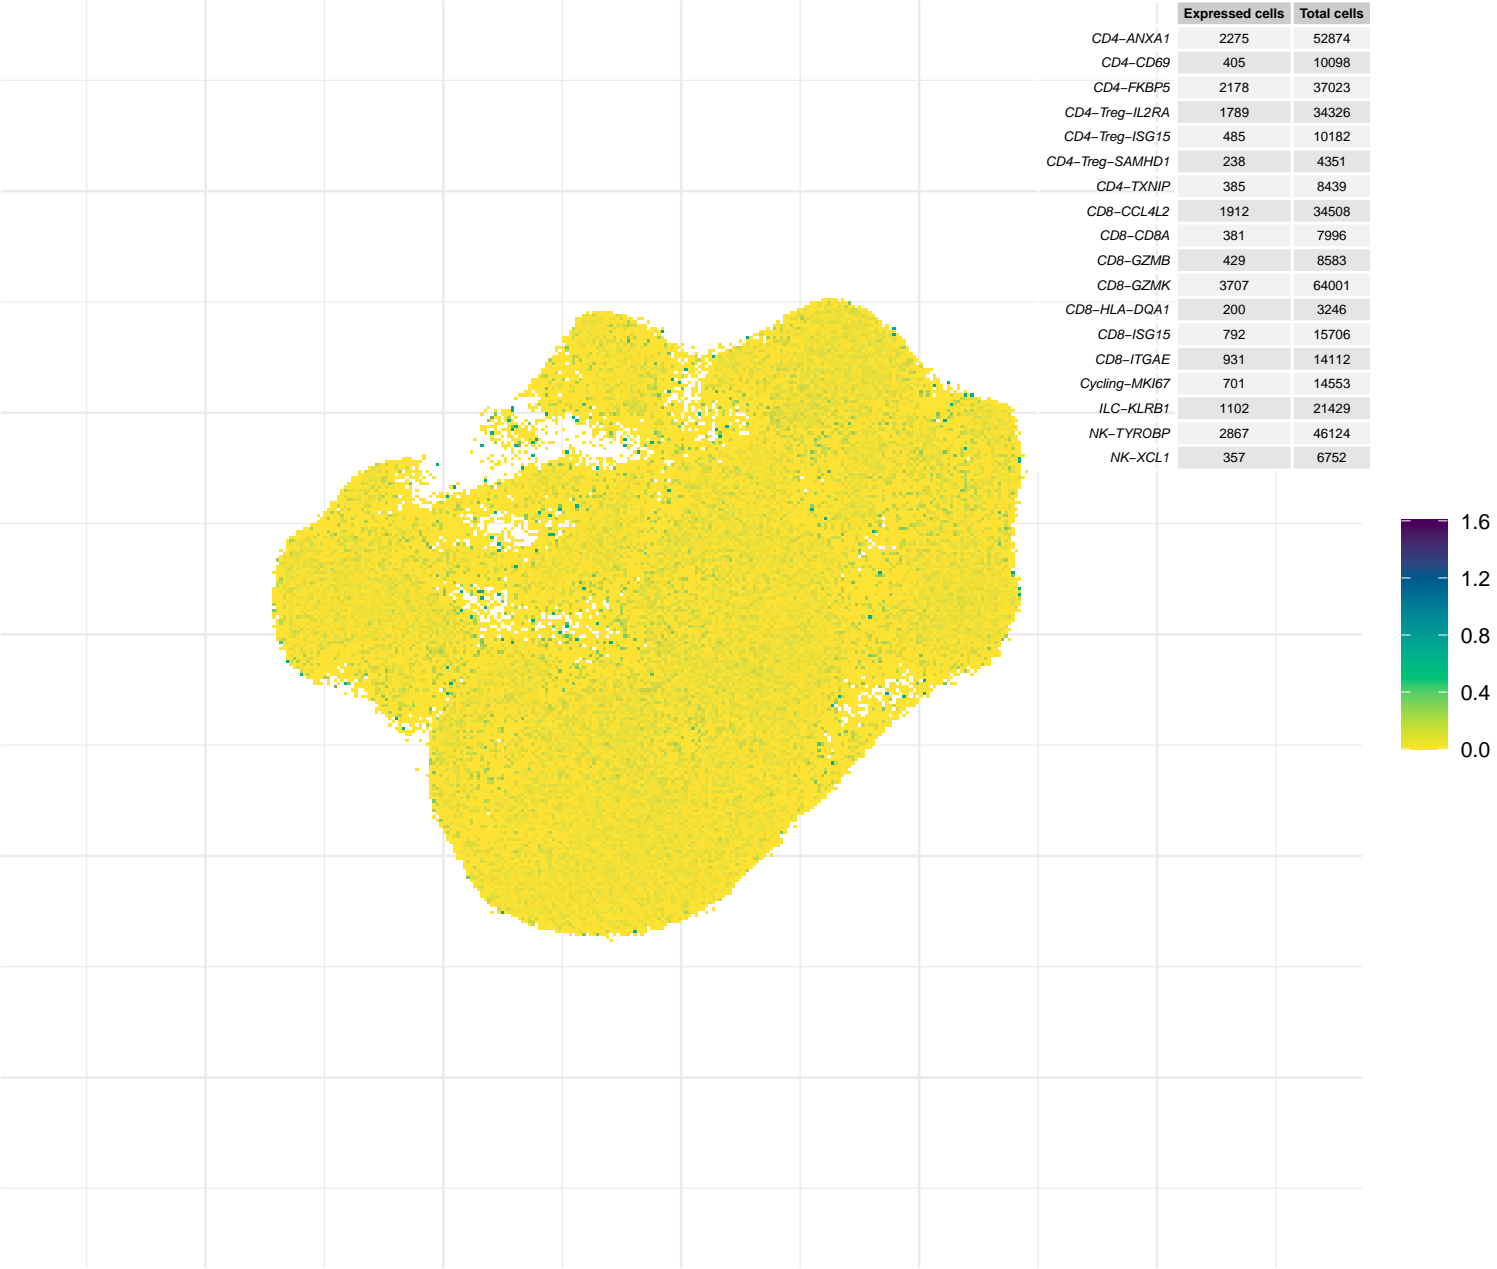 Expressed cells Total cells
CD4−ANXA1 2275 52874
CD4−CD69 405 10098
CD4−FKBP5 2178 37023
CD4−Treg−IL2RA 1789 34326
CD4−Treg−ISG15 485 10182
CD4−Treg−SAMHD1 238 4351
CD4−TXNIP 385 8439
CD8−CCL4L2 1912 34508
CD8−CD8A 381 7996
CD8−GZMB 429 8583
CD8−GZMK 3707 64001
CD8−HLA−DQA1 200 3246
CD8−ISG15 792 15706
CD8−ITGAE 931 14112
Cycling−MKI67 701 14553
ILC−KLRB1 1102 21429
NK−TYROBP 2867 46124
NK−XCL1 357 6752
1.6
1.2
0.8
0.4
0.0